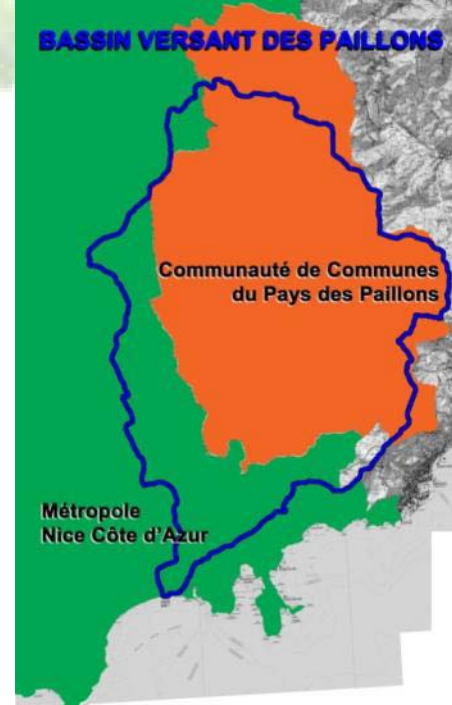 BASSIN VERSANT DES PAILLONS
Communauté de Communes
du Pays des Paillons
Métropole
Nice Côte d'Azur